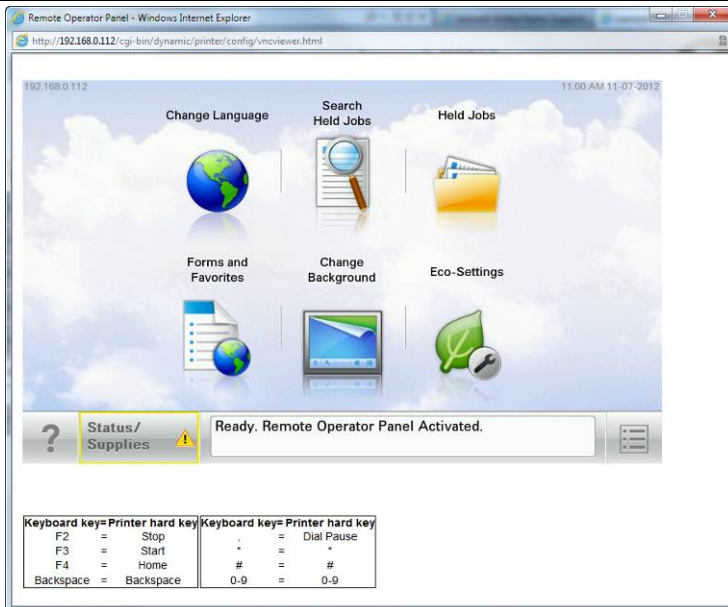 Remote Operator Panel - Windows Internet Explorer
http://192.168.0.112/cgi-bin/dynamic/printer/config/vncviewer.html
192.168.0.112
11:00 AM 11-07-2012
Change Language
Search
Held Jobs
Held Jobs
Forms and
Favorites
Change
Background
Eco-Settings
?
Status/
Supplies
Ready. Remote Operator Panel Activated.
Keyboard key=Printer hard key Keyboard key=Printer hard key
F2 = Stop , = Dial Pause
F3 = Start * = *
F4 = Home # = #
Backspace = Backspace 0-9 = 0-9